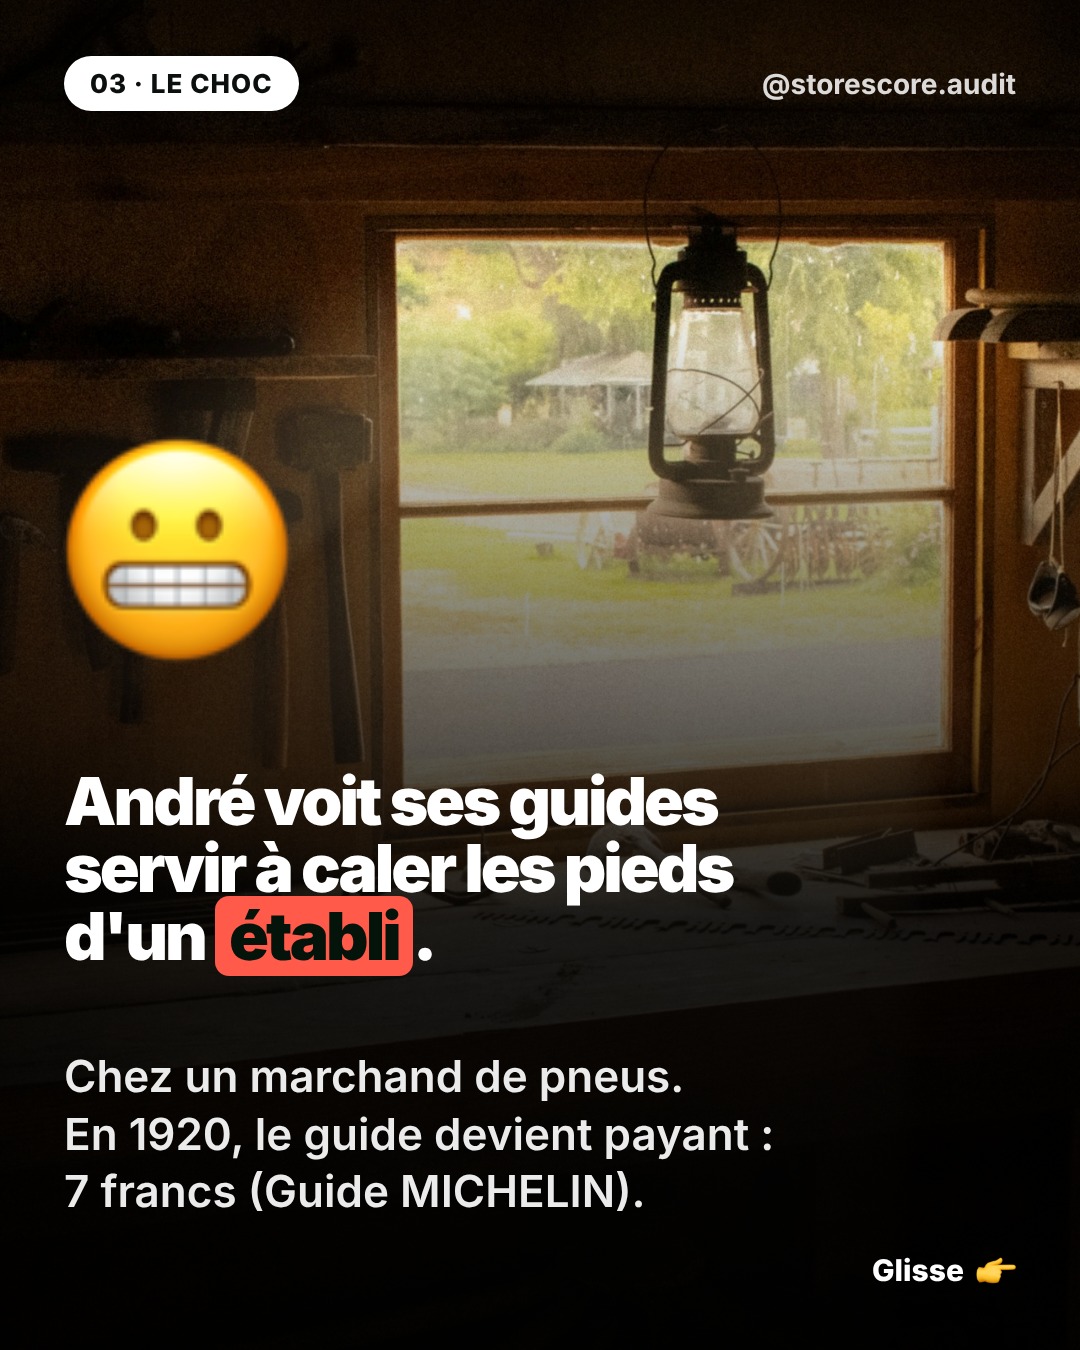 03 · LE CHOC
@storescore.audit
André voit ses guides
servir à caler les pieds
d'un établi.
Chez un marchand de pneus.
En 1920, le guide devient payant :
7 francs (Guide MICHELIN).
Glisse 👉